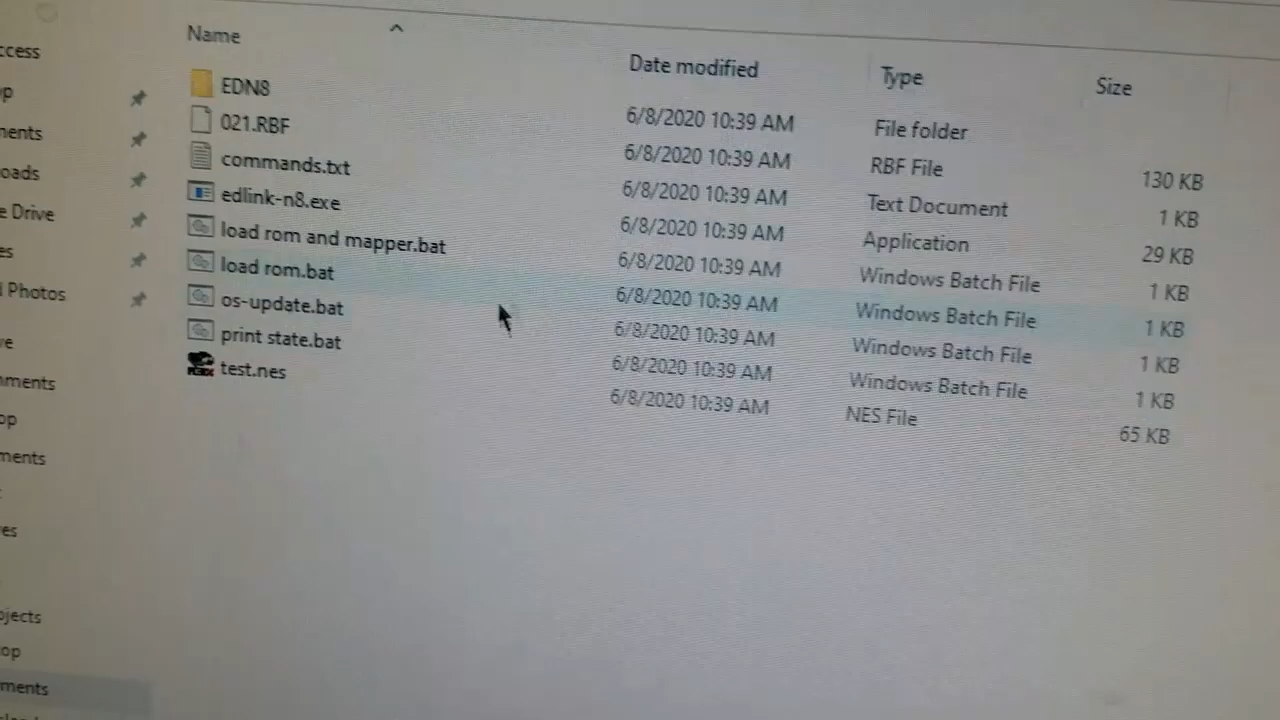 Name Date modified Type Size
EDN8 6/8/2020 10:39 AM File folder
021.RBF 6/8/2020 10:39 AM RBF File 130 KB
commands.txt 6/8/2020 10:39 AM Text Document 1 KB
edlink-n8.exe 6/8/2020 10:39 AM Application 29 KB
load rom and mapper.bat 6/8/2020 10:39 AM Windows Batch File 1 KB
load rom.bat 6/8/2020 10:39 AM Windows Batch File 1 KB
os-update.bat 6/8/2020 10:39 AM Windows Batch File 1 KB
print state.bat 6/8/2020 10:39 AM Windows Batch File 1 KB
test.nes 6/8/2020 10:39 AM NES File 65 KB
ccess
p
nents
oads
e Drive
es
l Photos
ve
ments
op
ments
es
ojects
op
ments